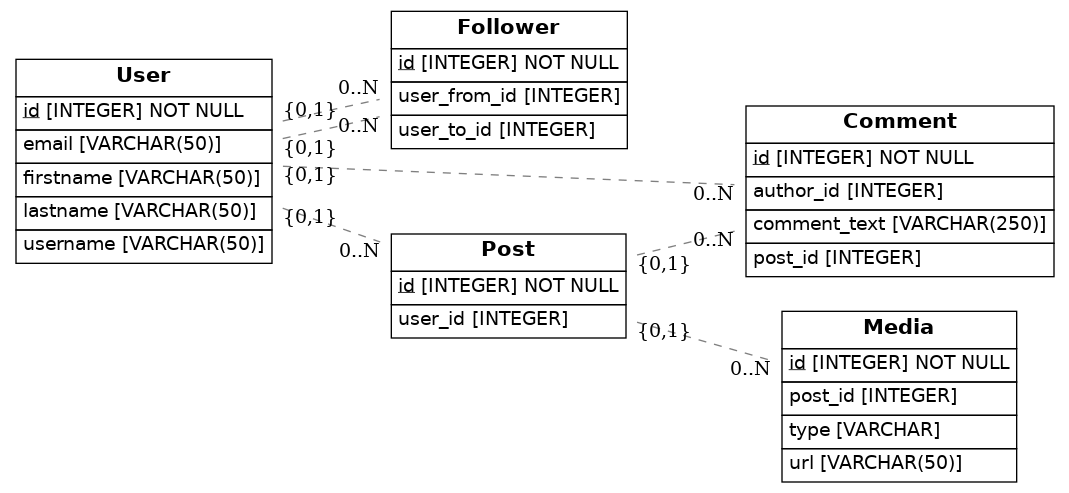 User
id [INTEGER] NOT NULL
email [VARCHAR(50)]
firstname [VARCHAR(50)]
lastname [VARCHAR(50)]
username [VARCHAR(50)]
Follower
id [INTEGER] NOT NULL
user_from_id [INTEGER]
user_to_id [INTEGER]
0..N
{0,1}
0..N
{0,1}
{0,1}
0..N
{0,1}
0..N
Post
id [INTEGER] NOT NULL
user_id [INTEGER]
0..N
{0,1}
{0,1}
0..N
Comment
id [INTEGER] NOT NULL
author_id [INTEGER]
comment_text [VARCHAR(250)]
post_id [INTEGER]
Media
id [INTEGER] NOT NULL
post_id [INTEGER]
type [VARCHAR]
url [VARCHAR(50)]